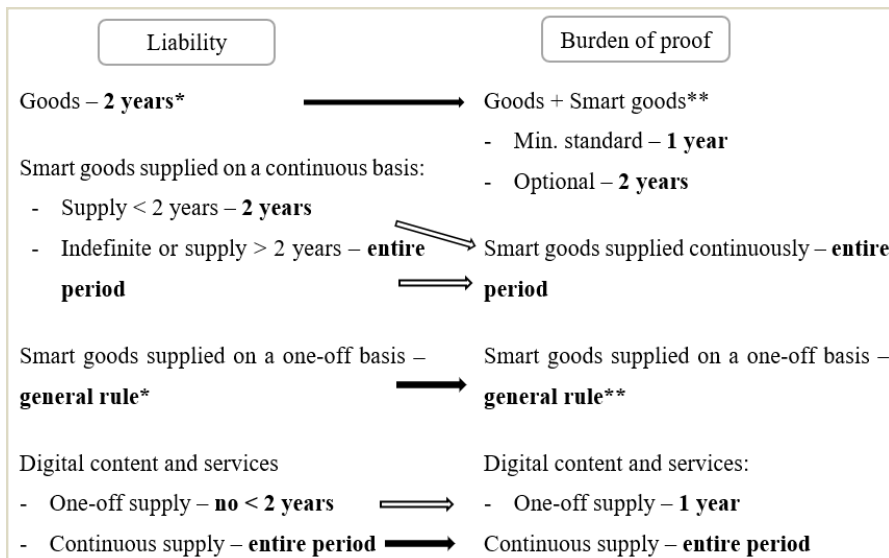 Liability
Burden of proof
Goods – 2 years*
Smart goods supplied on a continuous basis:
- Supply < 2 years – 2 years
- Indefinite or supply > 2 years – entire
period
Smart goods supplied on a one-off basis –
general rule*
Digital content and services
- One-off supply – no < 2 years
- Continuous supply – entire period
Goods + Smart goods**
- Min. standard – 1 year
- Optional – 2 years
Smart goods supplied continuously – entire
period
Smart goods supplied on a one-off basis –
general rule**
Digital content and services:
- One-off supply – 1 year
Continuous supply – entire period